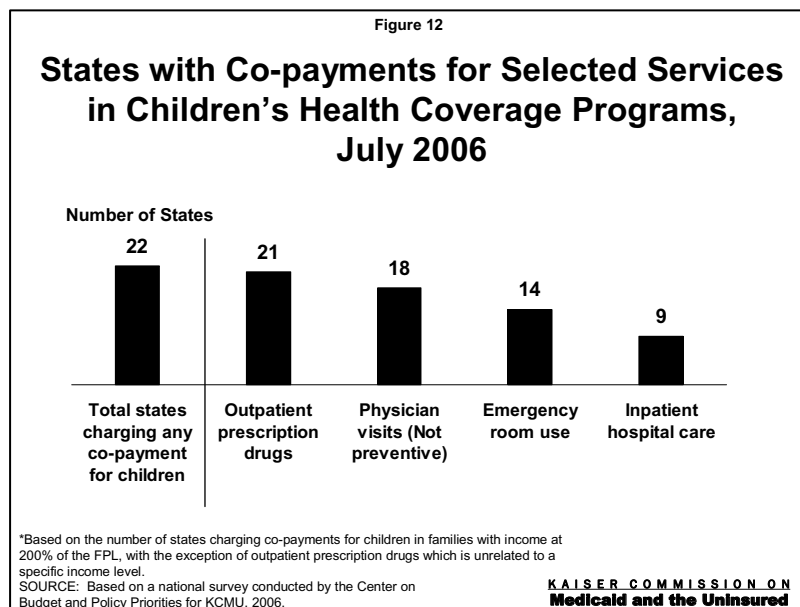 Figure 12
States with Co-payments for Selected Services
in Children's Health Coverage Programs,
July 2006
Number of States
22
21
18
14
9
Total states
charging any
co-payment
for children
Outpatient
prescription
drugs
Physician
visits (Not
preventive)
Emergency
room use
Inpatient
hospital care
*Based on the number of states charging co-payments for children in families with income at
200% of the FPL, with the exception of outpatient prescription drugs which is unrelated to a
specific income level.
SOURCE: Based on a national survey conducted by the Center on
Budget and Policy Priorities for KCMU, 2006.
KAISER COMMISSION ON
Medicaid and the Uninsured